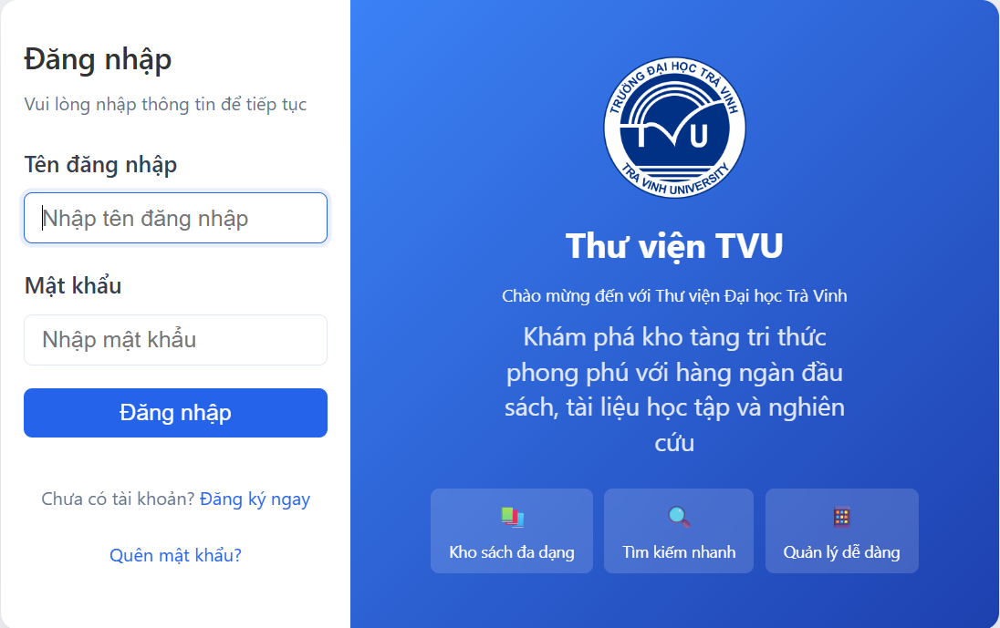 Đăng nhập
Vui lòng nhập thông tin để tiếp tục
Tên đăng nhập
Nhập tên đăng nhập
Mật khẩu
Nhập mật khẩu
Đăng nhập
Chưa có tài khoản? Đăng ký ngay
Quên mật khẩu?
TRƯỜNG ĐẠI HỌC TRÀ VINH
TVU
TRA VINH UNIVERSITY
Thư viện TVU
Chào mừng đến với Thư viện Đại học Trà Vinh
Khám phá kho tàng tri thức
phong phú với hàng ngàn đầu
sách, tài liệu học tập và nghiên
cứu
Kho sách đa dạng
Tìm kiếm nhanh
Quản lý dễ dàng